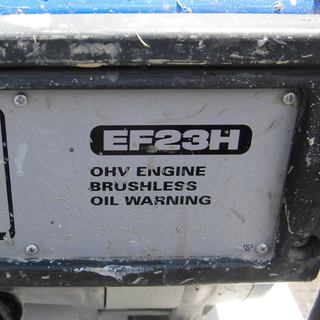 EF23H
OHV ENGINE
BRUSHLESS
OIL WARNING